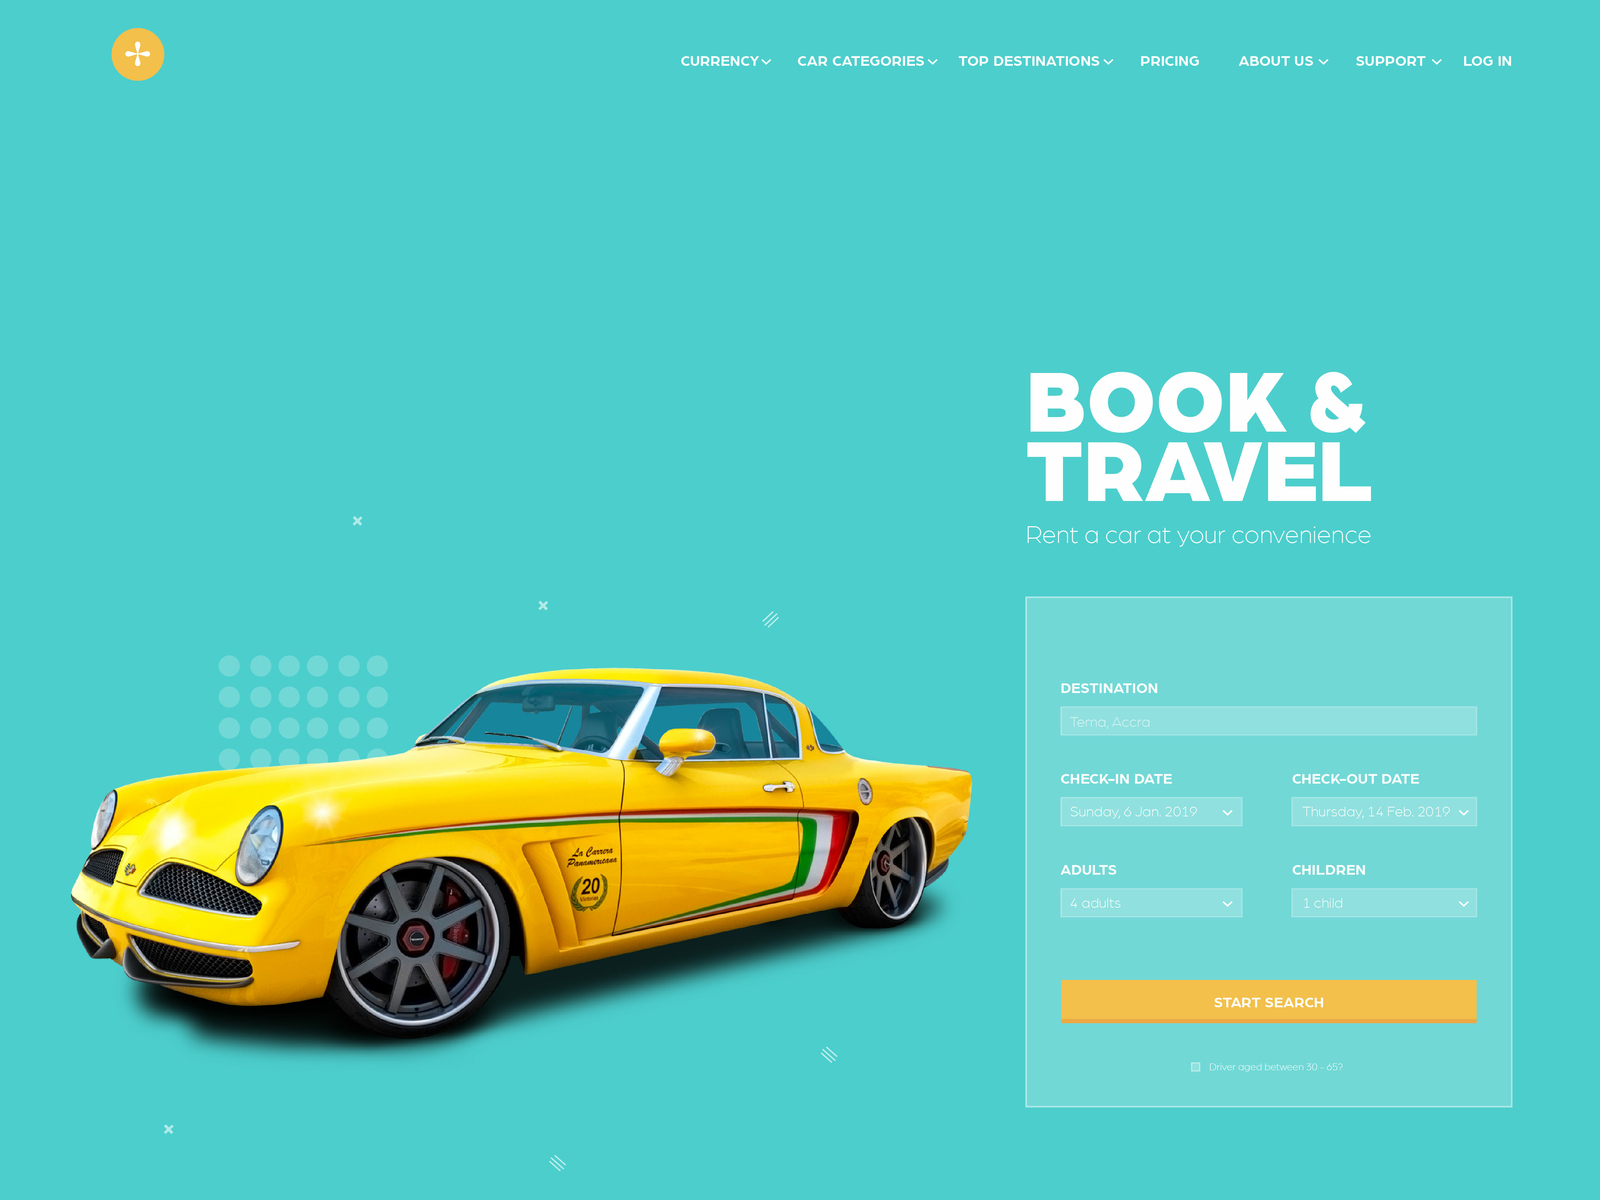 CURRENCY CAR CATEGORIES TOP DESTINATIONS PRICING ABOUT US SUPPORT LOG IN
BOOK &
TRAVEL
Rent a car at your convenience
DESTINATION
Tema, Accra
CHECK-IN DATE CHECK-OUT DATE
Sunday, 6 Jan. 2019 Thursday, 14 Feb. 2019
ADULTS CHILDREN
4 adults 1 child
START SEARCH
Driver aged between 30 - 65?
La Carrera
Panamericana
20